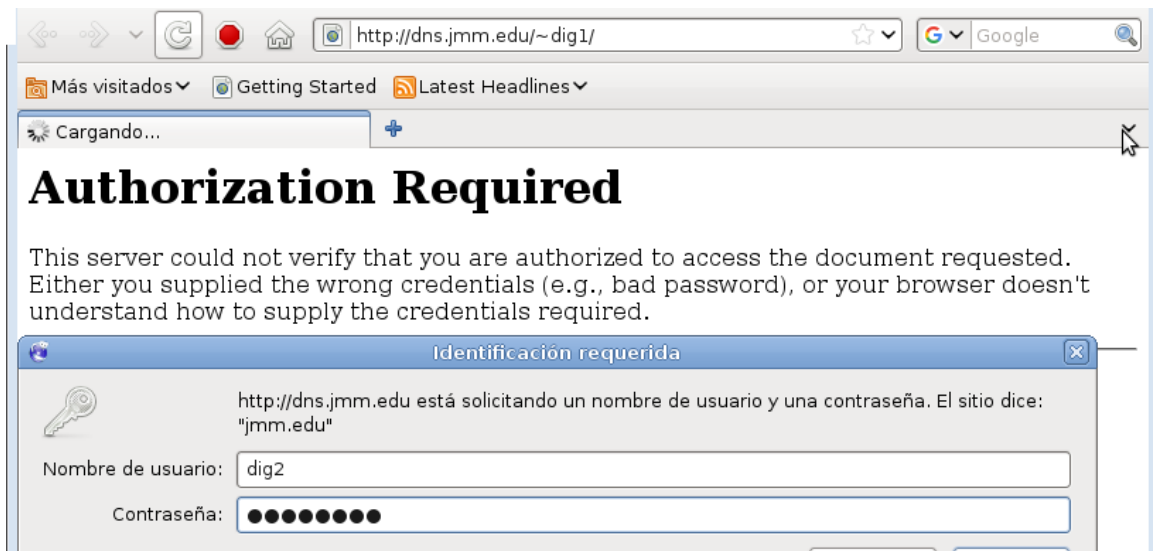 http://dns.jmm.edu/~dig1/
G
Google
Más visitados
Getting Started
Latest Headlines
Cargando...
Authorization Required
This server could not verify that you are authorized to access the document requested.
Either you supplied the wrong credentials (e.g., bad password), or your browser doesn't
understand how to supply the credentials required.
Identificación requerida
http://dns.jmm.edu está solicitando un nombre de usuario y una contraseña. El sitio dice:
"jmm.edu"
Nombre de usuario: dig2
Contraseña: ●●●●●●●●